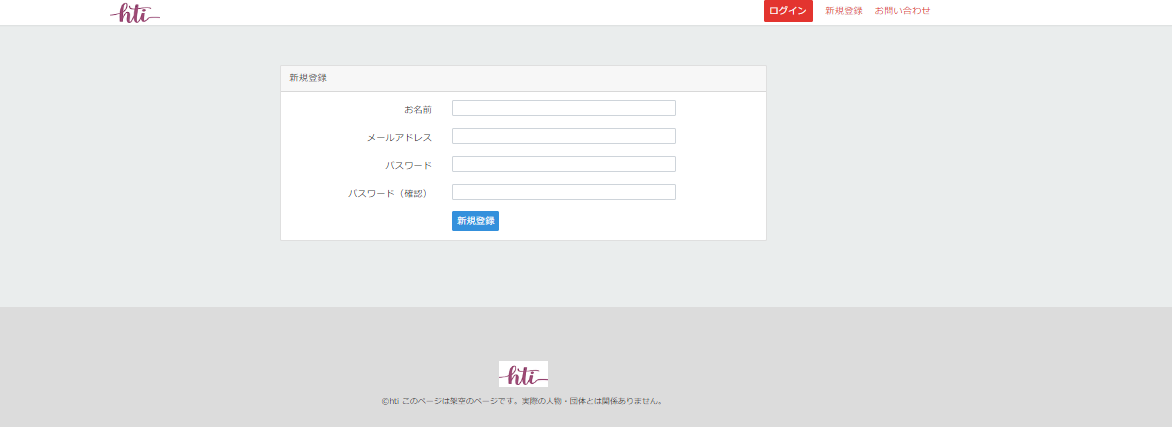 hti
ログイン 新規登録 お問い合わせ
新規登録
お名前
メールアドレス
パスワード
パスワード（確認）
新規登録
hti
©hti このページは架空のページです。実際の人物・団体とは関係ありません。